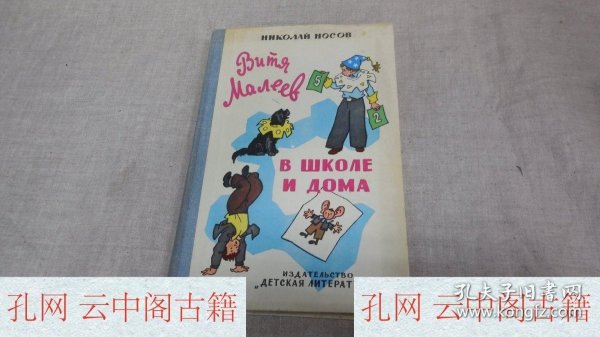 НИКОЛАЙ НОСОВ
Витя
Малеев
5
2
В ШКОЛЕ
И ДОМА
ИЗДАТЕЛЬСТВО
„ДЕТСКАЯ ЛИТЕРАТ
孔网 云中阁古籍
孔网 云中阁古籍
孔夫子旧书网
www.kongfz.com